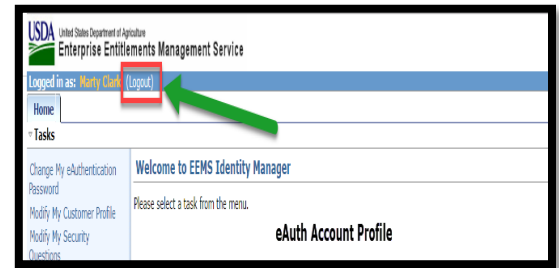 USDA United States Department of Agriculture
Enterprise Entitlements Management Service
Logged in as: Marty Clark (Logout)
Home
Tasks
Change My eAuthentication
Password
Modify My Customer Profile
Modify My Security
Questions
Welcome to EEMS Identity Manager
Please select a task from the menu.
eAuth Account Profile